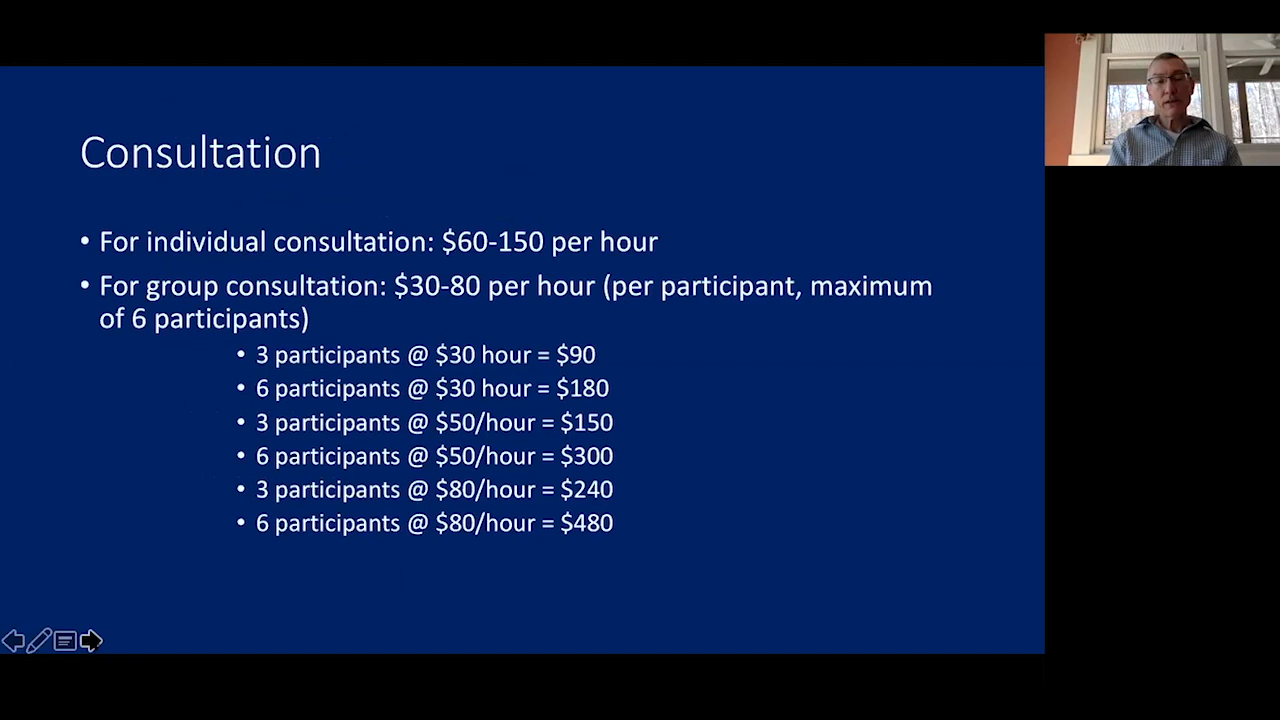 Consultation
• For individual consultation: $60-150 per hour
• For group consultation: $30-80 per hour (per participant, maximum
of 6 participants)
• 3 participants @ $30 hour = $90
• 6 participants @ $30 hour = $180
• 3 participants @ $50/hour = $150
• 6 participants @ $50/hour = $300
• 3 participants @ $80/hour = $240
• 6 participants @ $80/hour = $480